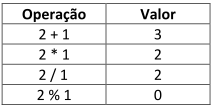 Operação Valor
2 + 1 3
2 * 1 2
2 / 1 2
2 % 1 0